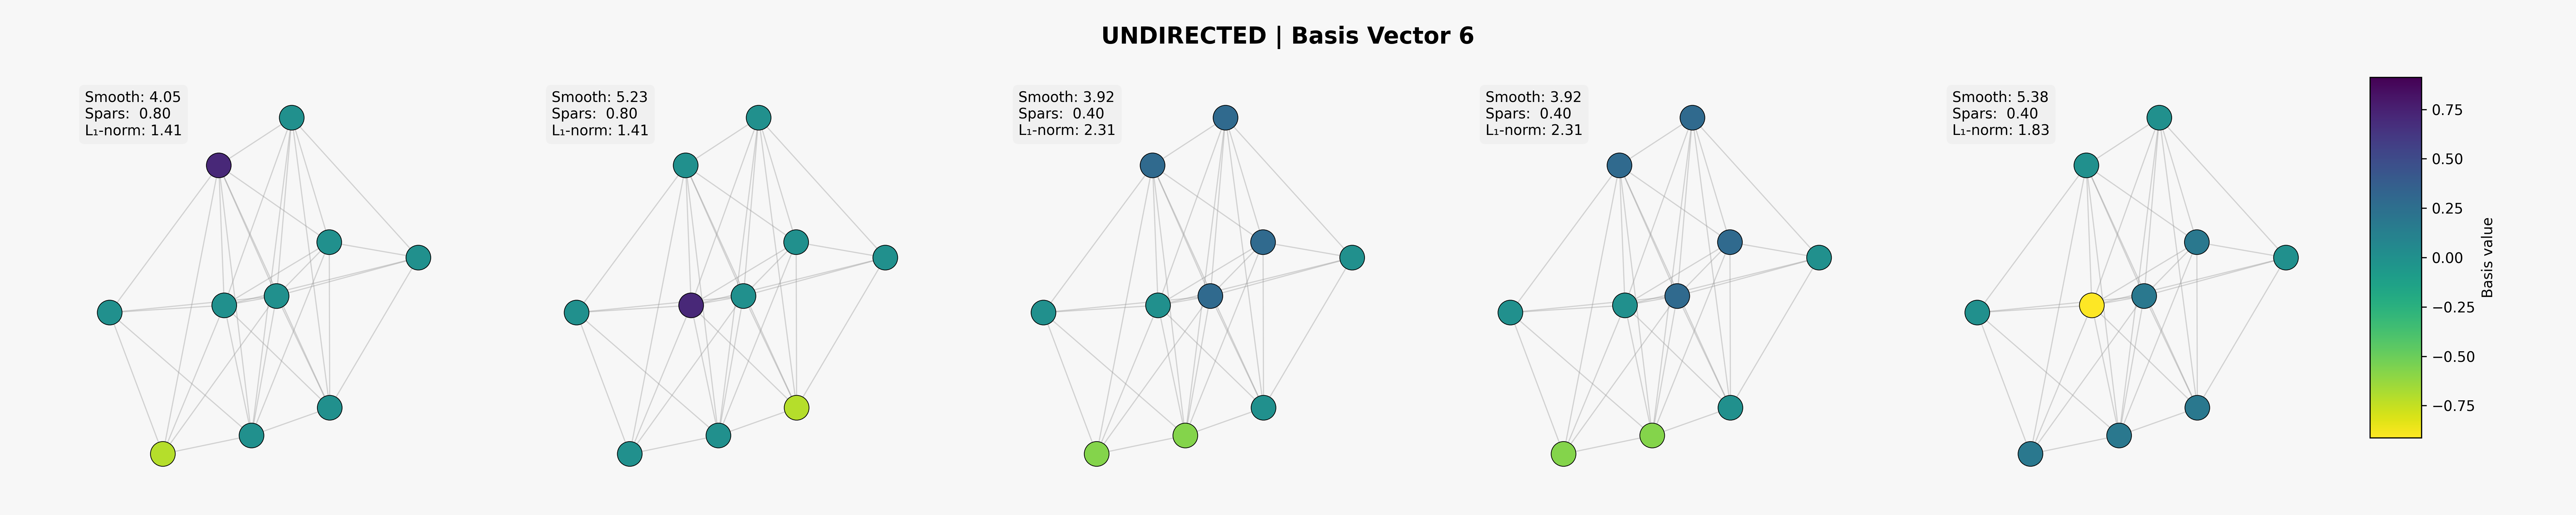 UNDIRECTED | Basis Vector 6
Smooth: 4.05
Spars:  0.80
L₁-norm: 1.41
Smooth: 5.23
Spars:  0.80
L₁-norm: 1.41
Smooth: 3.92
Spars:  0.40
L₁-norm: 2.31
Smooth: 3.92
Spars:  0.40
L₁-norm: 2.31
Smooth: 5.38
Spars:  0.40
L₁-norm: 1.83
0.75
0.50
0.25
0.00
−0.25
−0.50
−0.75
Basis value